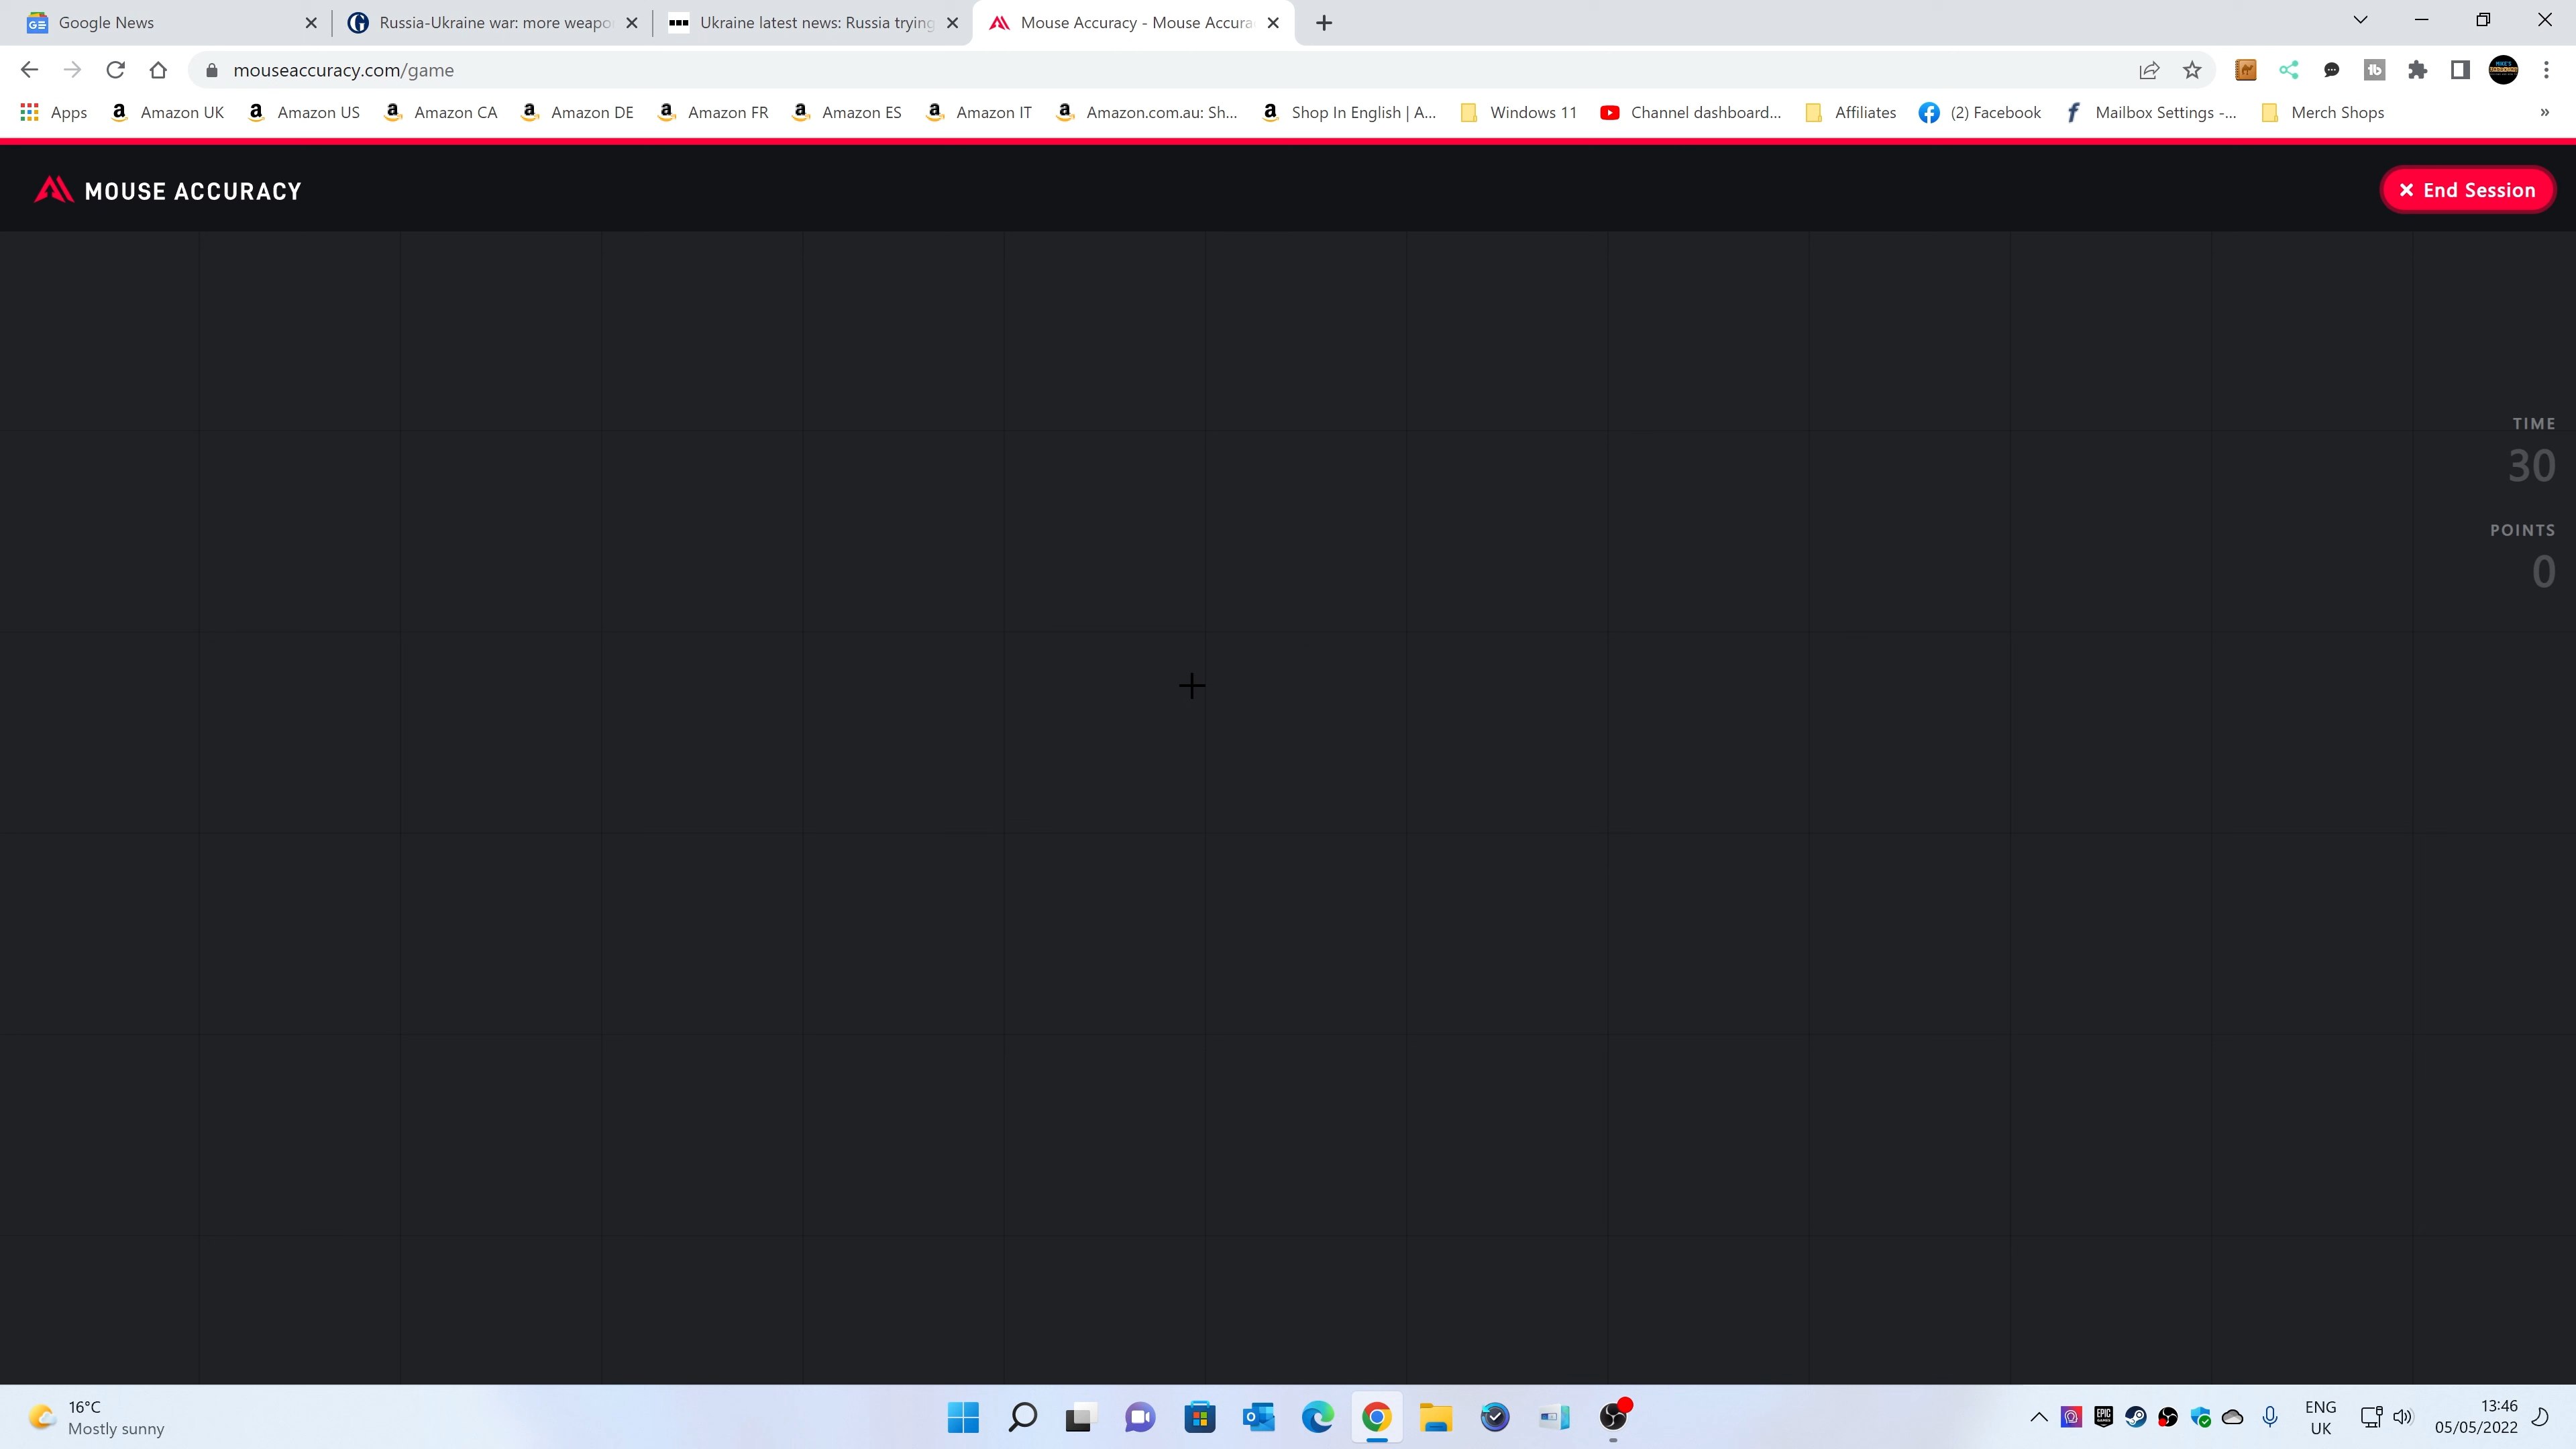 Google News
Russia-Ukraine war: more weapo
Ukraine latest news: Russia trying
Mouse Accuracy - Mouse Accura
mouseaccuracy.com/game
Apps
Amazon UK
Amazon US
Amazon CA
Amazon DE
Amazon FR
Amazon ES
Amazon IT
Amazon.com.au: Sh...
Shop In English | A...
Windows 11
Channel dashboard...
Affiliates
(2) Facebook
Mailbox Settings -...
Merch Shops
»
MOUSE ACCURACY
End Session
TIME
30
POINTS
0
16°C
Mostly sunny
ENG
UK
13:46
05/05/2022